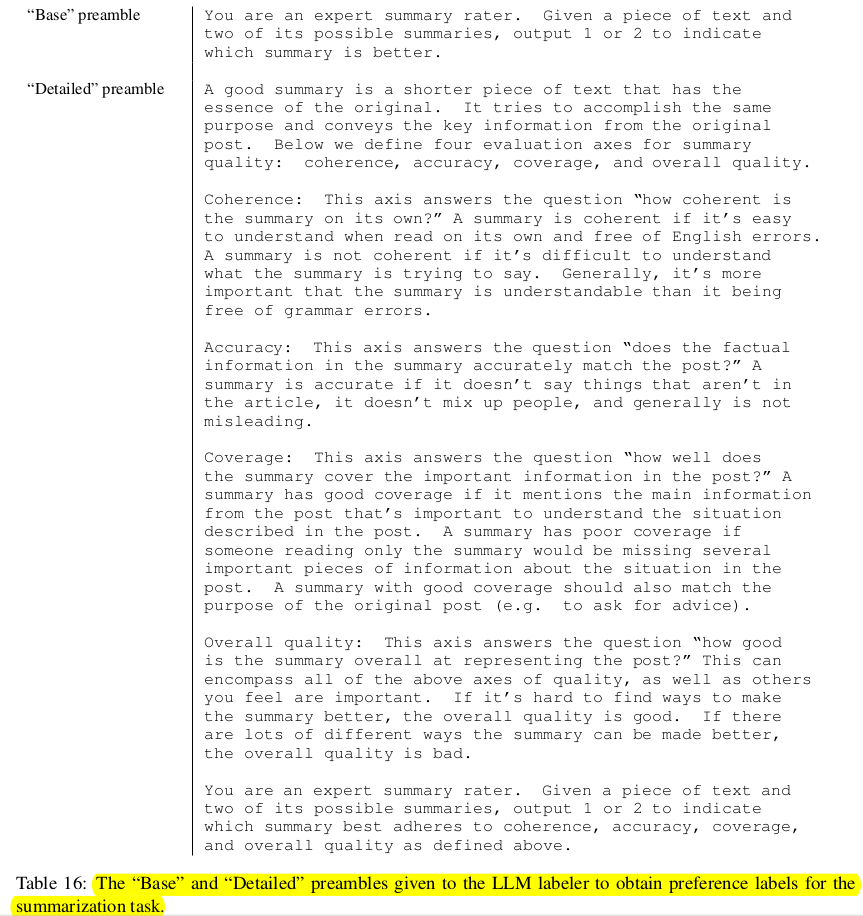 “Base” preamble
You are an expert summary rater. Given a piece of text and
two of its possible summaries, output 1 or 2 to indicate
which summary is better.
“Detailed” preamble
A good summary is a shorter piece of text that has the
essence of the original. It tries to accomplish the same
purpose and conveys the key information from the original
post. Below we define four evaluation axes for summary
quality: coherence, accuracy, coverage, and overall quality.
Coherence: This axis answers the question “how coherent is
the summary on its own?” A summary is coherent if it’s easy
to understand when read on its own and free of English errors.
A summary is not coherent if it’s difficult to understand
what the summary is trying to say. Generally, it’s more
important that the summary is understandable than it being
free of grammar errors.
Accuracy: This axis answers the question “does the factual
information in the summary accurately match the post?” A
summary is accurate if it doesn’t say things that aren’t in
the article, it doesn’t mix up people, and generally is not
misleading.
Coverage: This axis answers the question “how well does
the summary cover the important information in the post?” A
summary has good coverage if it mentions the main information
from the post that’s important to understand the situation
described in the post. A summary has poor coverage if
someone reading only the summary would be missing several
important pieces of information about the situation in the
post. A summary with good coverage should also match the
purpose of the original post (e.g. to ask for advice).
Overall quality: This axis answers the question “how good
is the summary overall at representing the post?” This can
encompass all of the above axes of quality, as well as others
you feel are important. If it’s hard to find ways to make
the summary better, the overall quality is good. If there
are lots of different ways the summary can be made better,
the overall quality is bad.
You are an expert summary rater. Given a piece of text and
two of its possible summaries, output 1 or 2 to indicate
which summary best adheres to coherence, accuracy, coverage,
and overall quality as defined above.
Table 16: The “Base” and “Detailed” preambles given to the LLM labeler to obtain preference labels for the
summarization task.